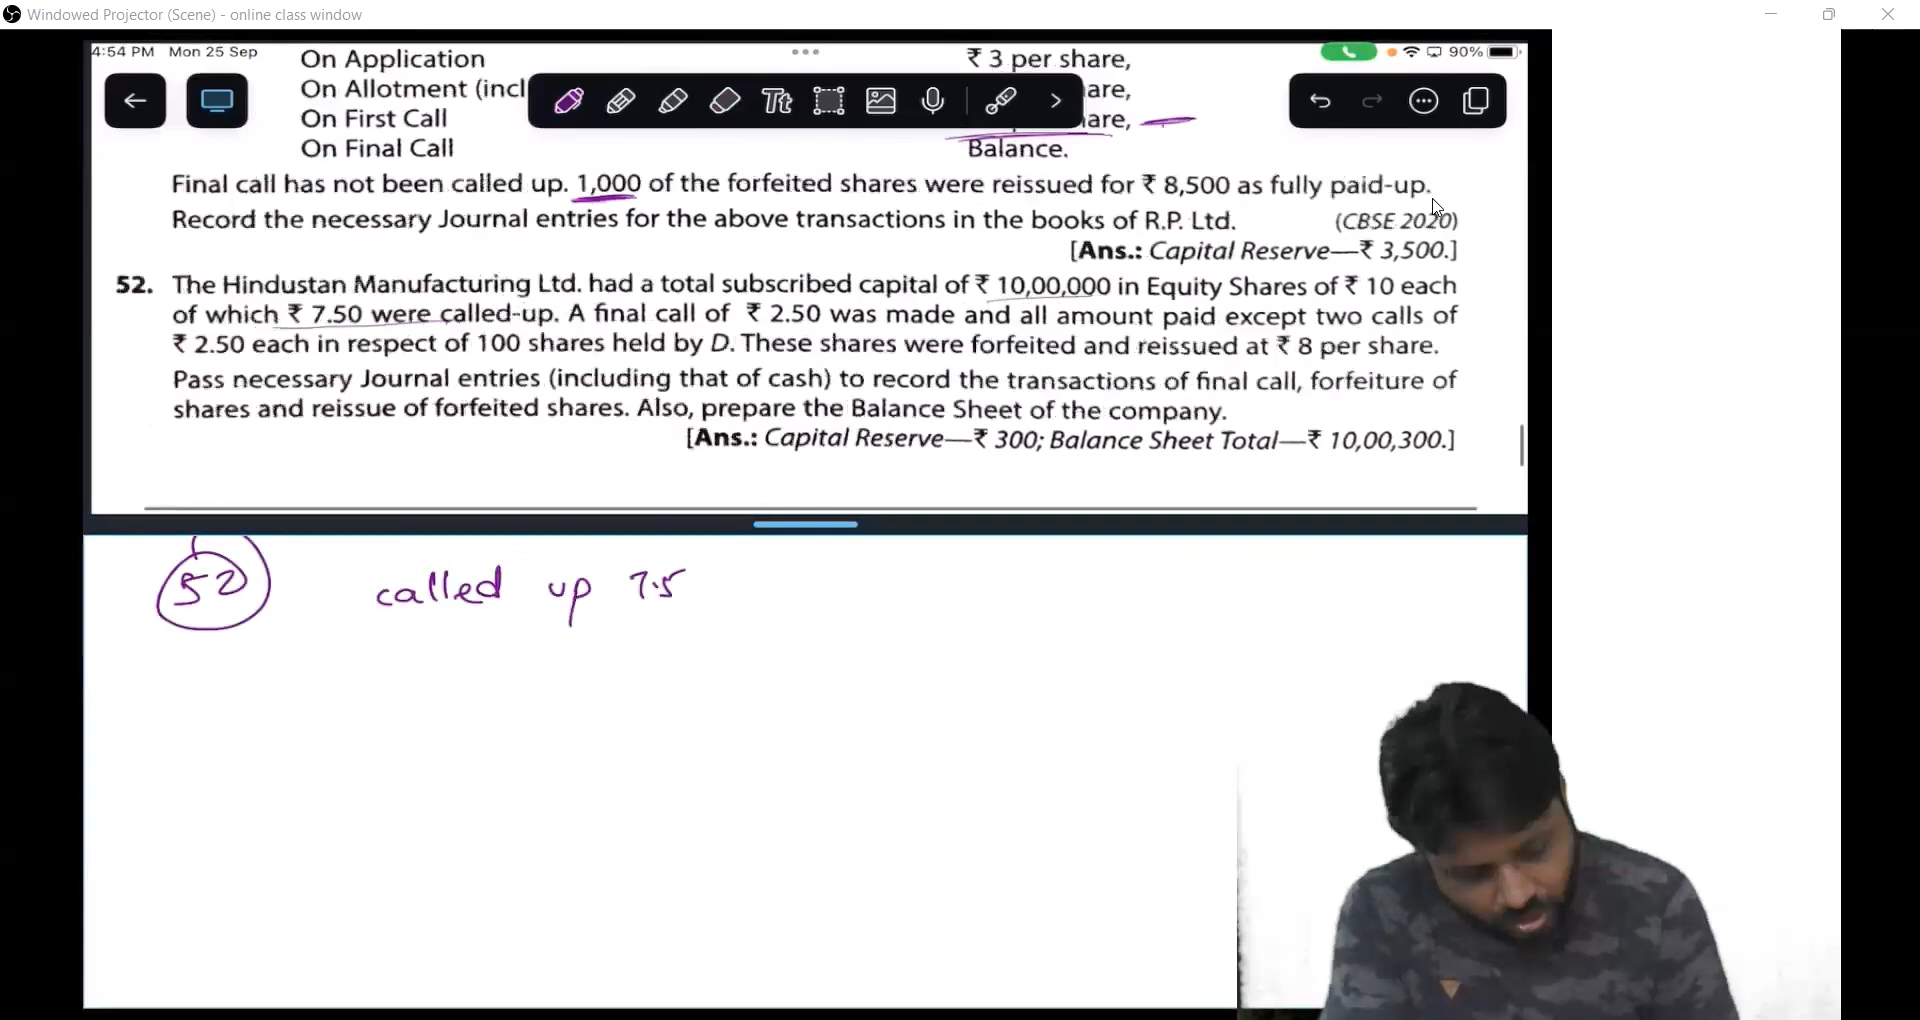 Windowed Projector (Scene) - online class window
4:54 PM Mon 25 Sep
90%
On Application ₹ 3 per share,
On Allotment (incl are,
On First Call are,
On Final Call Balance.
Final call has not been called up. 1,000 of the forfeited shares were reissued for ₹ 8,500 as fully paid-up.
Record the necessary Journal entries for the above transactions in the books of R.P. Ltd. (CBSE 2020)
[Ans.: Capital Reserve—₹ 3,500.]
52. The Hindustan Manufacturing Ltd. had a total subscribed capital of ₹ 10,00,000 in Equity Shares of ₹ 10 each
of which ₹ 7.50 were called-up. A final call of ₹ 2.50 was made and all amount paid except two calls of
₹ 2.50 each in respect of 100 shares held by D. These shares were forfeited and reissued at ₹ 8 per share.
Pass necessary Journal entries (including that of cash) to record the transactions of final call, forfeiture of
shares and reissue of forfeited shares. Also, prepare the Balance Sheet of the company.
[Ans.: Capital Reserve—₹ 300; Balance Sheet Total—₹ 10,00,300.]
52 called up 7.5